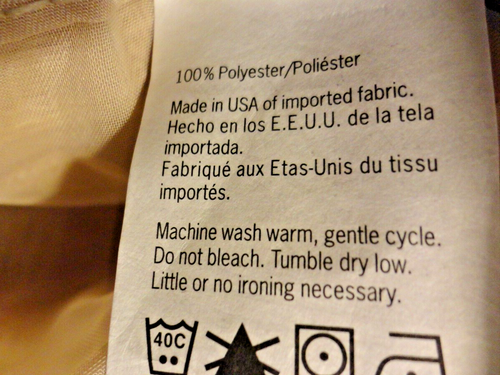 100% Polyester/Poliéster
Made in USA of imported fabric.
Hecho en los E.E.U.U. de la tela
importada.
Fabriqué aux Etas-Unis du tissu
importés.
Machine wash warm, gentle cycle.
Do not bleach. Tumble dry low.
Little or no ironing necessary.
40C